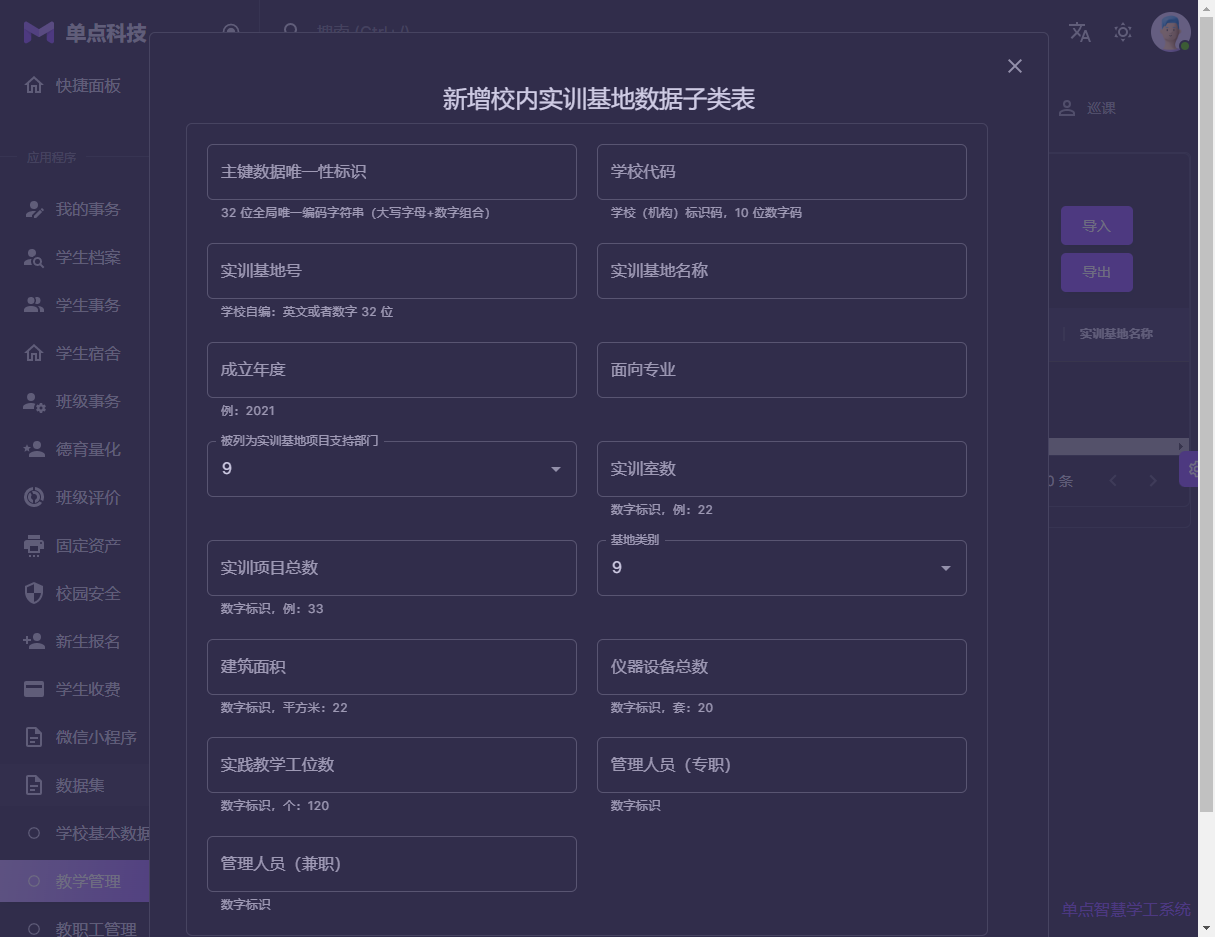 单点科技
搜索 (Ctrl+/)
快捷面板
应用程序
我的事务
学生档案
学生事务
学生宿舍
班级事务
德育量化
班级评价
固定资产
校园安全
新生报名
学生收费
微信小程序
数据集
学校基本数据
教学管理
教职工管理
新增校内实训基地数据子类表
主键数据唯一性标识
32 位全局唯一编码字符串（大写字母+数字组合）
学校代码
学校（机构）标识码，10 位数字码
实训基地号
学校自编：英文或者数字 32 位
实训基地名称
成立年度
例：2021
面向专业
被列为实训基地项目支持部门
9
实训室数
数字标识，例：22
实训项目总数
数字标识，例：33
基地类别
9
建筑面积
数字标识，平方米：22
仪器设备总数
数字标识，套：20
实践教学工位数
数字标识，个：120
管理人员（专职）
数字标识
管理人员（兼职）
数字标识
巡课
导入
导出
实训基地名称
0 条
单点智慧学工系统